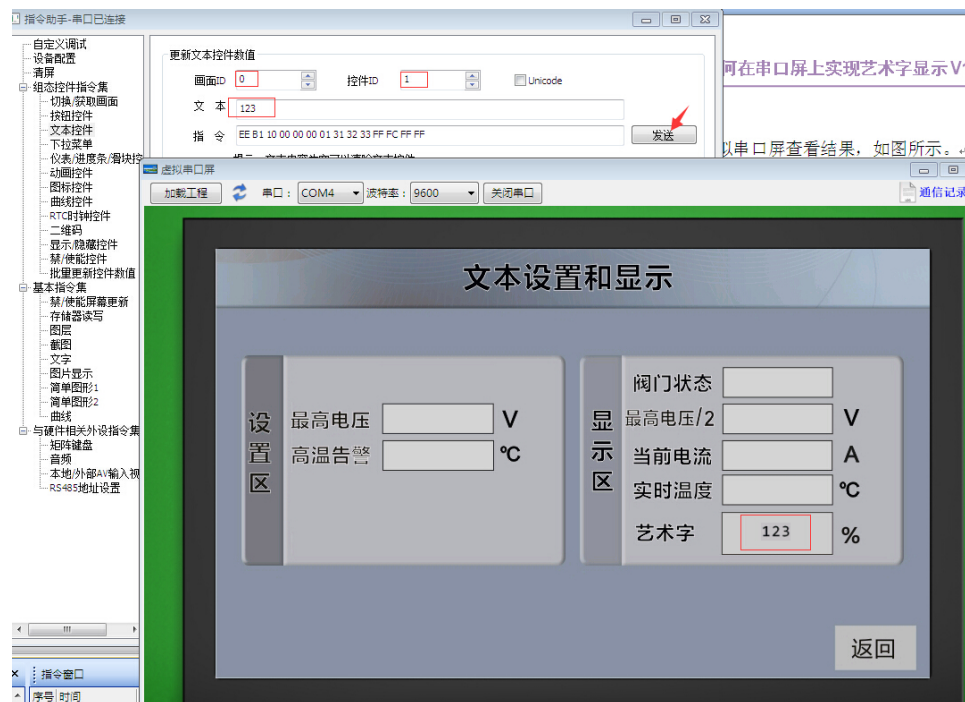 指令助手-串口已连接
自定义调试
设备配置
清屏
组态控件指令集
切换/获取画面
按钮控件
文本控件
下拉菜单
仪表/进度条/滑块控
动画控件
图标控件
曲线控件
RTC时钟控件
二维码
显示/隐藏控件
禁/使能控件
批量更新控件数值
基本指令集
禁/使能屏幕更新
存储器读写
图层
截图
文字
图片显示
简单图形1
简单图形2
曲线
与硬件相关外设指令集
矩阵键盘
音频
本地/外部AV输入视
RS485地址设置
更新文本控件数值
画面ID 0 控件ID 1 Unicode
文 本 123
指 令 EE B1 10 00 00 00 01 31 32 33 FF FC FF FF 发送
何在串口屏上实现艺术字显示V
拟串口屏查看结果，如图所示。
虚拟串口屏
加载工程 串口： COM4 波特率： 9600 关闭串口 通信记录
文本设置和显示
设置区
最高电压 V
高温告警 ℃
显示区
阀门状态
最高电压/2 V
当前电流 A
实时温度 ℃
艺术字 123 %
返回
指令窗口
序号 时间